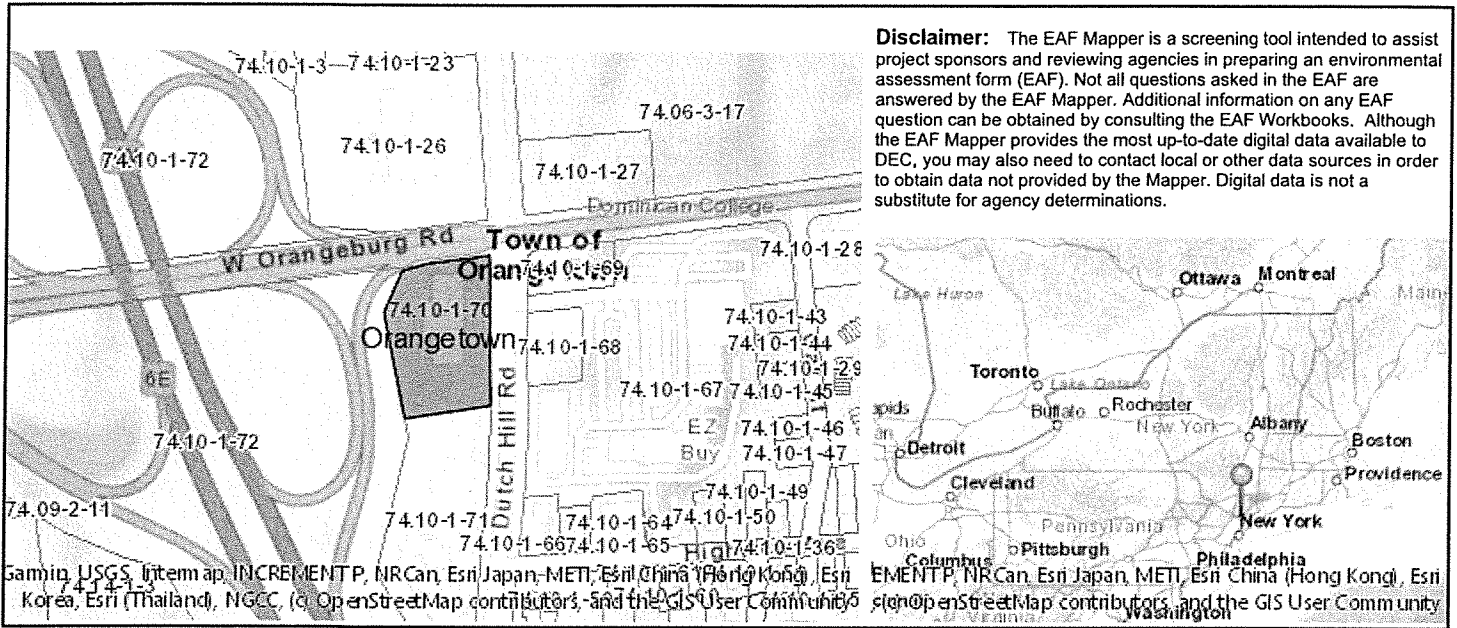 Disclaimer: The EAF Mapper is a screening tool intended to assist
project sponsors and reviewing agencies in preparing an environmental
assessment form (EAF). Not all questions asked in the EAF are
answered by the EAF Mapper. Additional information on any EAF
question can be obtained by consulting the EAF Workbooks. Although
the EAF Mapper provides the most up-to-date digital data available to
DEC, you may also need to contact local or other data sources in order
to obtain data not provided by the Mapper. Digital data is not a
substitute for agency determinations.
74.10-1-3
74.10-1-23
74.06-3-17
74.10-1-72
74.10-1-26
74.10-1-27
Dominican College
W Orangeburg Rd
Town of
74.10-1-28
74.10-1-69
74.10-1-70
74.10-1-43
Orangetown
74.10-1-68
74.10-1-44
74.10-1-29
6E
Dutch Hill Rd
74.10-1-67
74.10-1-45
EZ
74.10-1-46
74.10-1-72
Buy
74.10-1-47
74.10-1-49
74.09-2-11
74.10-1-71
74.10-1-64
74.10-1-50
74.10-1-66
74.10-1-65
High
74.10-1-36
Garmin, USGS, Intermap, INCREMENT P, NRCan, Esri Japan, METI, Esri China (Hong Kong), Esri
Korea, Esri (Thailand), NGCC, (c) OpenStreetMap contributors, and the GIS User Community
Ottawa
Montreal
Lake Huron
Main
Toronto
Lake Ontario
apids
Buffalo
Rochester
New York
Albany
Detroit
Boston
Providence
Cleveland
New York
Pennsylvania
Ohio
Pittsburgh
Philadelphia
Columbus
EMENT P, NRCan, Esri Japan, METI, Esri China (Hong Kong), Esri
OpenStreetMap contributors, and the GIS User Community
Washington